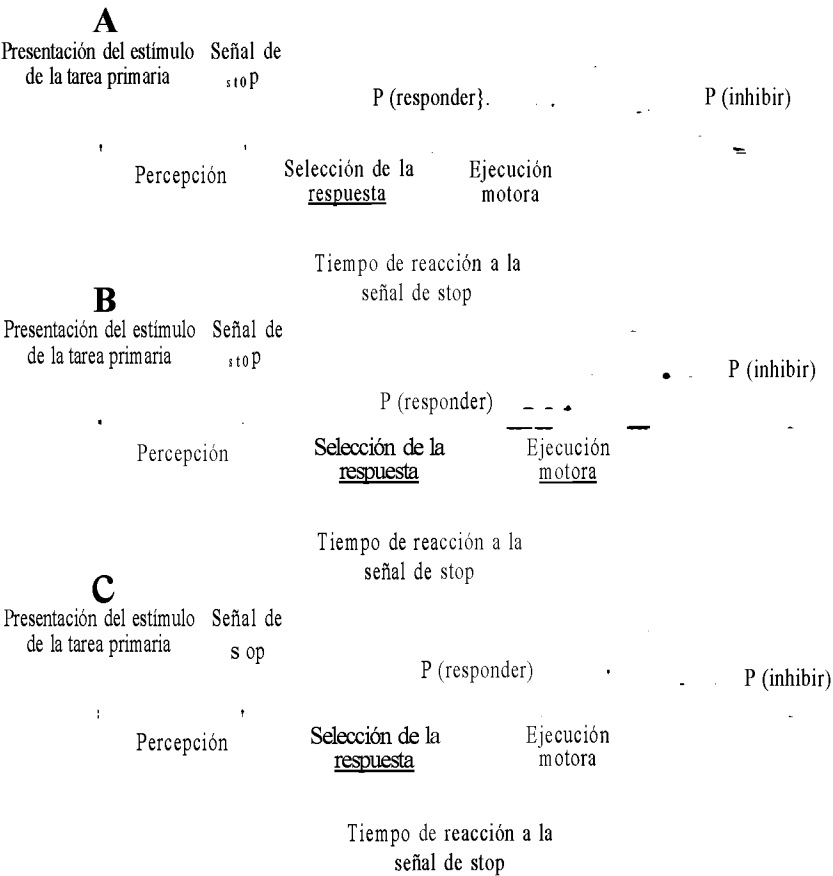 A
Presentación del estímulo Señal de
de la tarea primaria stop
P (responder}. P (inhibir)
Percepción Selección de la Ejecución
respuesta motora
Tiempo de reacción a la
señal de stop
B
Presentación del estímulo Señal de
de la tarea primaria stop
P (inhibir)
P (responder)
Percepción Selección de la Ejecución
respuesta motora
Tiempo de reacción a la
señal de stop
C
Presentación del estímulo Señal de
de la tarea primaria s op
P (responder) P (inhibir)
Percepción Selección de la Ejecución
respuesta motora
Tiempo de reacción a la
señal de stop